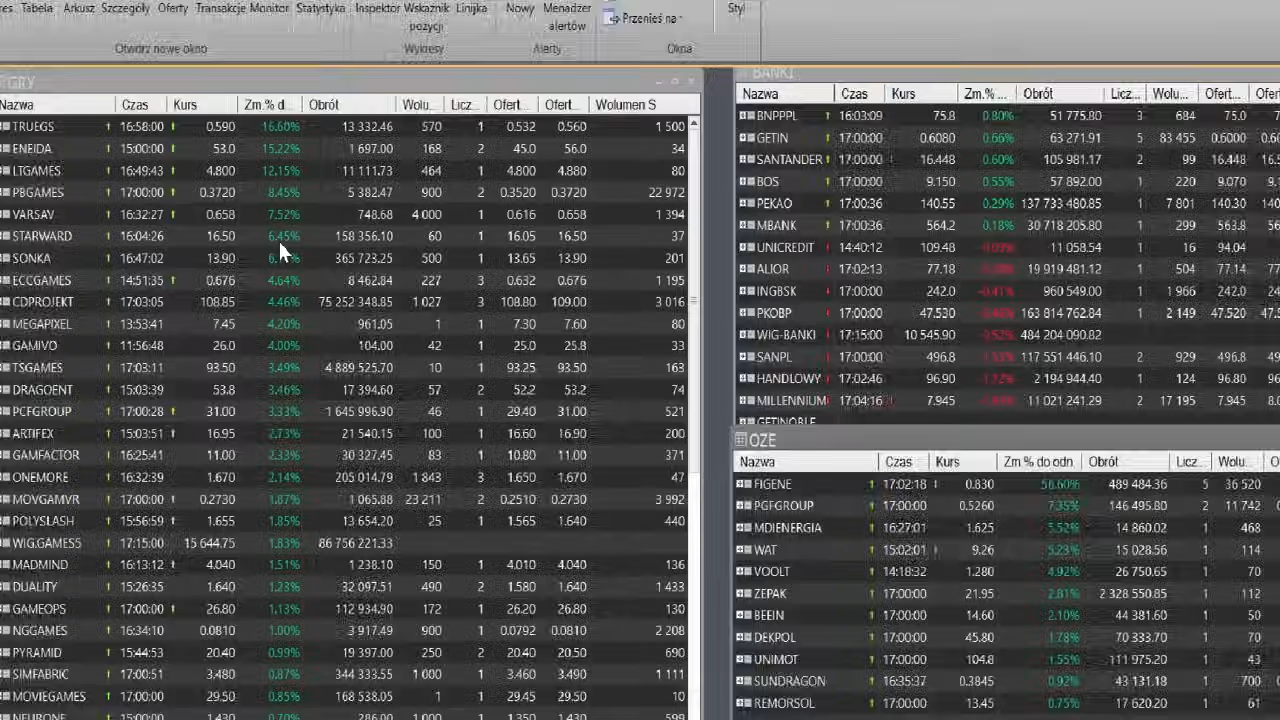 Tabela Arkusz Szczegóły Oferty Transakcje Monitor Statystyka Inspektor Wskaźnik pozycji Linijka Nowy Menadżer alertów Przenieś na Styl
Otwórz nowe okno Wykresy Alerty Okna
GRY
Nazwa Czas Kurs Zm.% d... Obrót Wolu... Licz... Ofert... Ofert... Wolumen S
TRUEGS 16:58:00 0.590 16.60% 13 332.46 570 1 0.532 0.560 1 500
ENEIDA 15:00:00 53.0 15.22% 1 697.00 168 2 45.0 56.0 34
LTGAMES 16:49:43 4.800 12.15% 11 111.73 464 1 4.800 4.880 80
PBGAMES 17:00:00 0.3720 8.45% 5 382.47 900 2 0.3520 0.3720 22 972
VARSAV 16:32:27 0.658 7.52% 748.68 4 000 1 0.616 0.658 1 394
STARWARD 16:04:26 16.50 6.45% 158 356.10 60 1 16.05 16.50 37
SONKA 16:47:02 13.90 365 723.25 500 1 13.65 13.90 201
ECCGAMES 14:51:35 0.676 4.64% 8 462.84 227 3 0.632 0.676 1 195
CDPROJEKT 17:03:05 108.85 4.46% 75 252 348.85 1 027 3 108.80 109.00 3 016
MEGAPIXEL 13:53:41 7.45 4.20% 961.05 1 1 7.30 7.60 80
GAMIVO 11:56:48 26.0 4.00% 104.00 42 1 25.0 25.8 33
TSGAMES 17:03:11 93.50 3.49% 4 889 525.70 10 1 93.25 93.50 163
DRAGOENT 15:03:39 53.8 3.46% 17 394.60 57 2 52.2 53.2 74
PCFGROUP 17:00:28 31.00 3.33% 1 645 996.90 46 1 29.40 31.00 521
ARTIFEX 15:03:51 16.95 2.73% 21 540.15 100 1 16.60 16.90 200
GAMFACTOR 16:25:41 11.00 2.33% 30 327.45 83 1 10.80 11.00 371
ONEMORE 16:32:39 1.670 2.14% 205 014.79 1 843 3 1.650 1.670 47
MOVGAMVR 17:00:00 0.2730 1.87% 1 065.88 23 211 2 0.2510 0.2730 3 992
POLYSLASH 15:56:59 1.655 1.85% 13 654.20 25 1 1.565 1.640 440
WIG.GAMES5 17:15:00 15 644.75 1.83% 86 756 221.33
MADMIND 16:13:12 4.040 1.51% 1 238.10 150 1 4.010 4.040 136
DUALITY 15:26:35 1.640 1.23% 32 097.51 490 2 1.580 1.640 1 433
GAMEOPS 17:00:00 26.80 1.13% 112 934.90 172 1 26.20 26.80 130
NGGAMES 16:34:10 0.0810 1.00% 3 917.49 900 1 0.0792 0.0810 2 208
PYRAMID 15:44:53 20.40 0.99% 19 397.00 250 2 20.40 20.50 690
SIMFABRIC 17:00:51 3.480 0.87% 344 333.55 1 000 1 3.460 3.490 1 111
MOVIEGAMES 17:00:00 29.50 0.85% 168 538.05 1 1 29.45 29.50 10
NEURONE 15:00:00 1.430 0.70% 286.00 1 000 1 1.350 1.430 599
BANKI
Nazwa Czas Kurs Zm.% ... Obrót Licz... Wolu... Ofert... Ofert
BNPPPL 16:03:09 75.8 0.80% 51 775.80 3 684 75.0
GETIN 17:00:00 0.6080 0.66% 63 271.91 5 83 455 0.6000
SANTANDER 17:00:00 16.448 0.60% 105 981.17 2 99 16.448
BOS 17:00:00 9.150 0.55% 57 892.00 1 220 9.070
PEKAO 17:00:36 140.55 0.29% 137 733 480.85 1 7 801 140.30
MBANK 17:00:36 564.2 0.18% 30 718 205.80 1 299 563.8
UNICREDIT 14:40:12 109.48 11 058.54 1 16 94.04
ALIOR 17:02:13 77.18 19 919 481.12 1 504 77.14
INGBSK 17:00:00 242.0 -0.41% 960 549.00 1 1 966 242.0
PKOBP 17:00:00 47.530 163 814 762.84 1 2 149 47.520
WIG-BANKI 17:15:00 10 545.90 -0.52% 484 204 090.82
SANPL 17:00:00 496.8 117 551 446.10 2 929 496.8
HANDLOWY 17:02:46 96.90 2 194 944.40 1 124 96.80
MILLENNIUM 17:04:16 7.945 11 021 241.29 2 17 195 7.945
GETINOBLE
OZE
Nazwa Czas Kurs Zm.% do odn. Obrót Licz... Wolu...
FIGENE 17:02:18 0.830 489 484.36 5 36 520
PGFGROUP 17:00:00 0.5260 7.35% 146 495.80 2 11 742
MDIENERGIA 16:27:01 1.625 5.52% 14 860.02 1 468
WAT 15:02:01 9.26 5.23% 15 028.56 1 114
VOOLT 14:18:32 1.280 4.92% 26 750.65 1 70
ZEPAK 17:00:00 21.95 2.81% 2 328 550.85 1 112
BEEIN 17:00:00 14.60 2.10% 44 381.60 1 50
DEKPOL 17:00:00 45.80 1.78% 70 333.70 1 70
UNIMOT 17:00:00 104.8 1.55% 111 975.20 1 43
SUNDRAGON 16:35:37 0.3845 0.92% 43 131.18 1 700
REMORSOL 17:00:00 13.45 0.75% 17 620.20 1 61